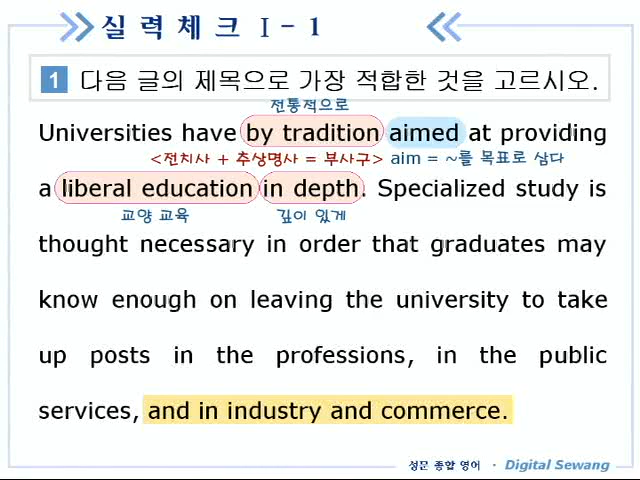 실력체크 I - 1
1 다음 글의 제목으로 가장 적합한 것을 고르시오.
전통적으로
Universities have by tradition aimed at providing
<전치사 + 추상명사 = 부사구> aim = ~를 목표로 삼다
a liberal education in depth. Specialized study is
교양 교육 깊이 있게
thought necessary in order that graduates may
know enough on leaving the university to take
up posts in the professions, in the public
services, and in industry and commerce.
성문 종합 영어 · Digital Sewang